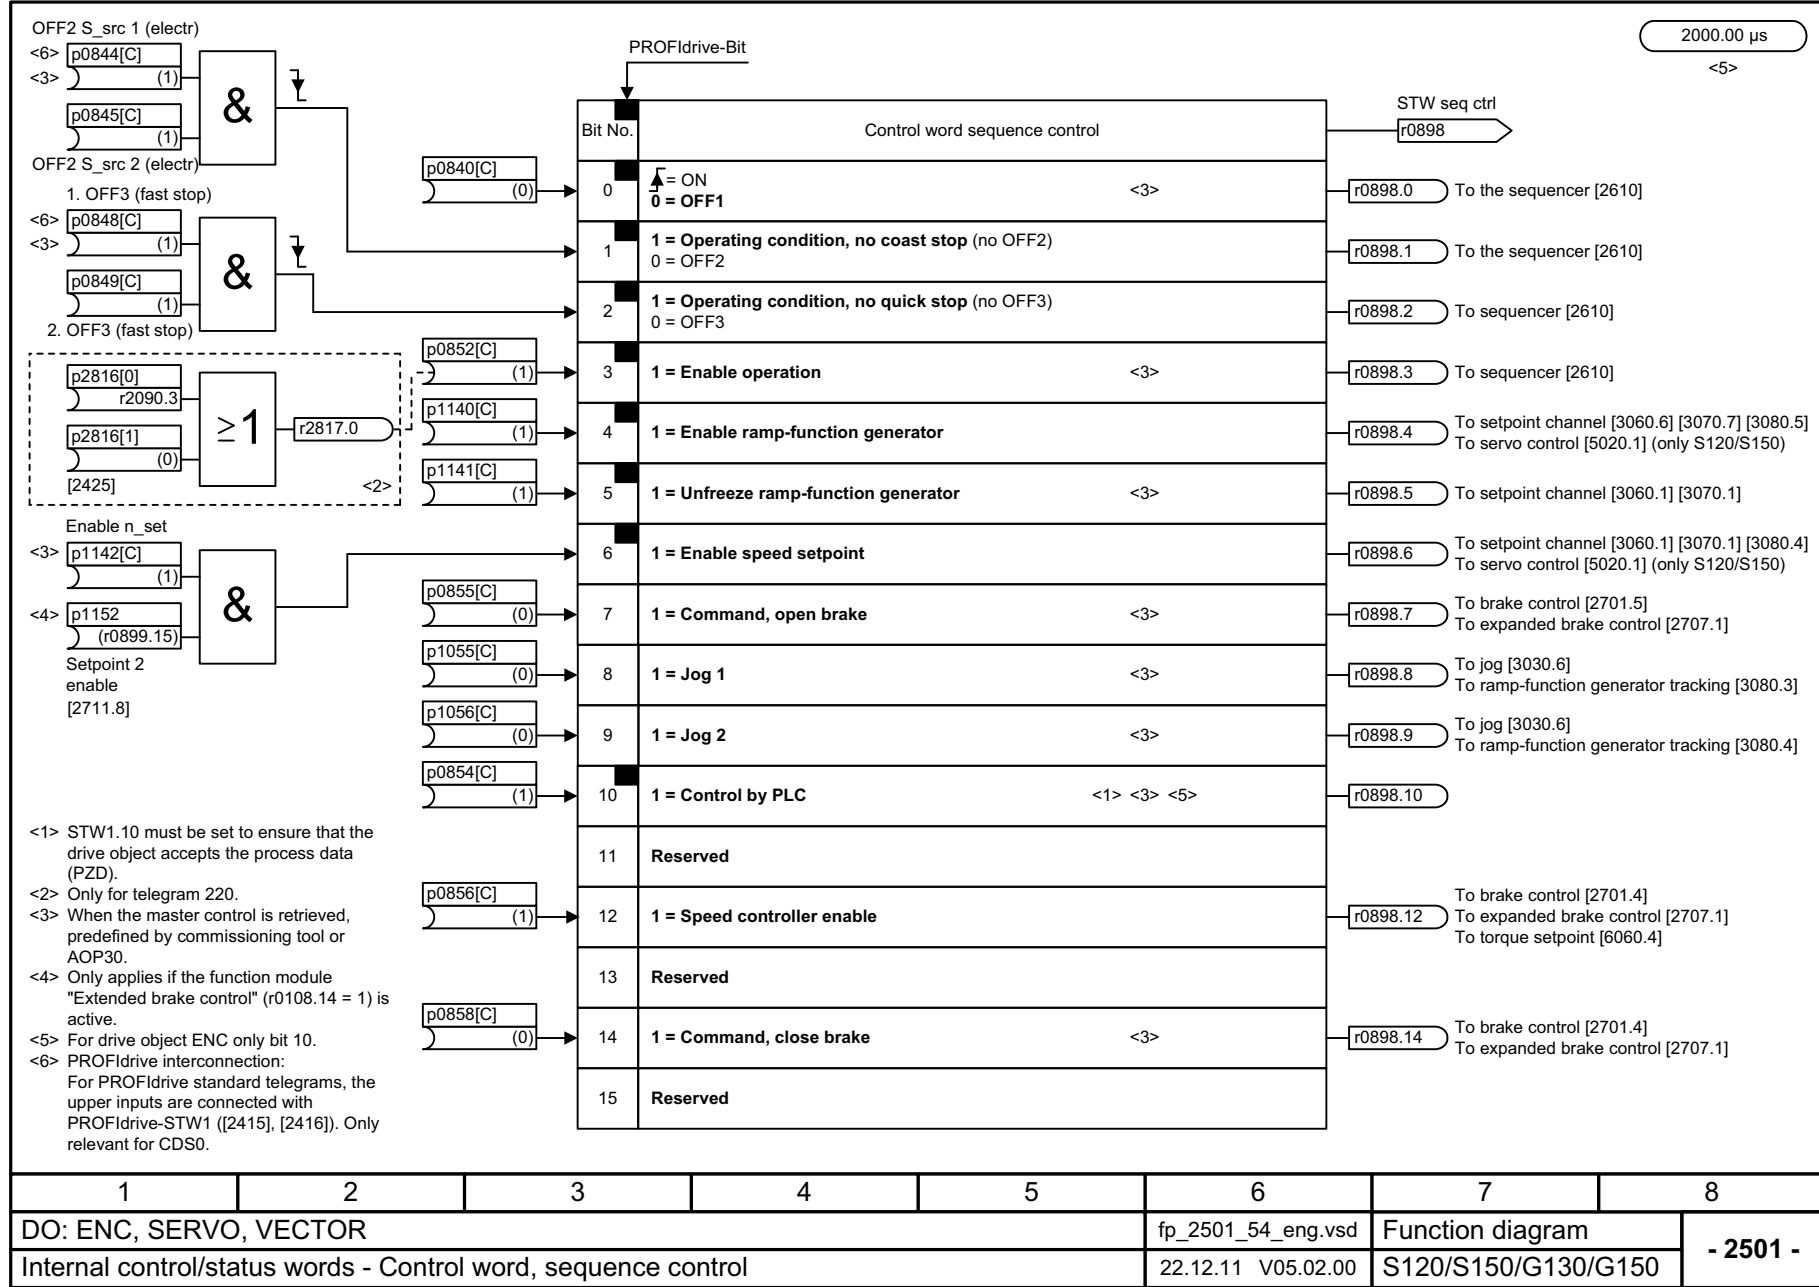 OFF2 S_src 1 (electr)
<6> p0844[C]
<3> (1)
p0845[C]
(1)
OFF2 S_src 2 (electr)
&
1. OFF3 (fast stop)
<6> p0848[C]
<3> (1)
p0849[C]
(1)
2. OFF3 (fast stop)
&
p2816[0]
r2090.3
p2816[1]
(0)
[2425]
≥1
r2817.0
<2>
Enable n_set
<3> p1142[C]
(1)
<4> p1152
(r0899.15)
Setpoint 2
enable
[2711.8]
&
PROFIdrive-Bit
2000.00 µs
<5>
Bit No.
Control word sequence control
STW seq ctrl
r0898
p0840[C]
(0)
0
= ON
0 = OFF1
<3>
r0898.0 To the sequencer [2610]
1
1 = Operating condition, no coast stop (no OFF2)
0 = OFF2
r0898.1 To the sequencer [2610]
2
1 = Operating condition, no quick stop (no OFF3)
0 = OFF3
r0898.2 To sequencer [2610]
p0852[C]
(1)
3 1 = Enable operation <3>
r0898.3 To sequencer [2610]
p1140[C]
(1)
4 1 = Enable ramp-function generator
r0898.4
To setpoint channel [3060.6] [3070.7] [3080.5]
To servo control [5020.1] (only S120/S150)
p1141[C]
(1)
5 1 = Unfreeze ramp-function generator <3>
r0898.5 To setpoint channel [3060.1] [3070.1]
6 1 = Enable speed setpoint
r0898.6
To setpoint channel [3060.1] [3070.1] [3080.4]
To servo control [5020.1] (only S120/S150)
p0855[C]
(0)
7 1 = Command, open brake <3>
r0898.7
To brake control [2701.5]
To expanded brake control [2707.1]
p1055[C]
(0)
8 1 = Jog 1 <3>
r0898.8
To jog [3030.6]
To ramp-function generator tracking [3080.3]
p1056[C]
(0)
9 1 = Jog 2 <3>
r0898.9
To jog [3030.6]
To ramp-function generator tracking [3080.4]
p0854[C]
(1)
10 1 = Control by PLC <1> <3> <5>
r0898.10
11 Reserved
p0856[C]
(1)
12 1 = Speed controller enable
r0898.12
To brake control [2701.4]
To expanded brake control [2707.1]
To torque setpoint [6060.4]
13 Reserved
p0858[C]
(0)
14 1 = Command, close brake <3>
r0898.14
To brake control [2701.4]
To expanded brake control [2707.1]
15 Reserved
<1> STW1.10 must be set to ensure that the
drive object accepts the process data
(PZD).
<2> Only for telegram 220.
<3> When the master control is retrieved,
predefined by commissioning tool or
AOP30.
<4> Only applies if the function module
"Extended brake control" (r0108.14 = 1) is
active.
<5> For drive object ENC only bit 10.
<6> PROFIdrive interconnection:
For PROFIdrive standard telegrams, the
upper inputs are connected with
PROFIdrive-STW1 ([2415], [2416]). Only
relevant for CDS0.
1 2 3 4 5 6 7 8
DO: ENC, SERVO, VECTOR
fp_2501_54_eng.vsd
Function diagram
- 2501 -
Internal control/status words - Control word, sequence control
22.12.11 V05.02.00
S120/S150/G130/G150